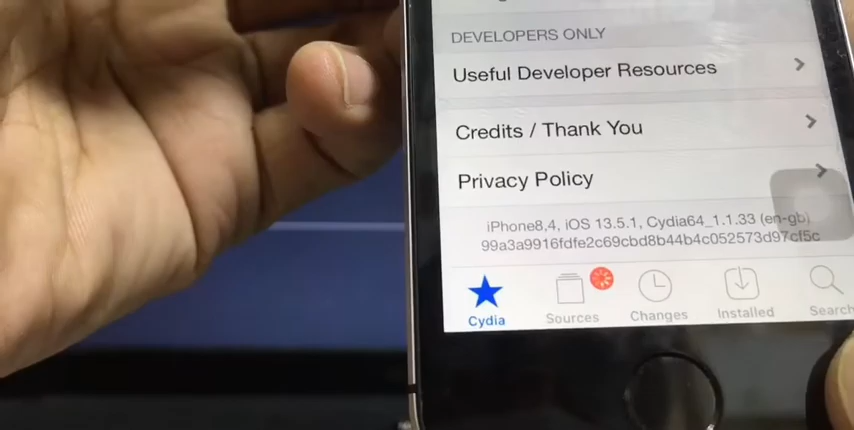 DEVELOPERS ONLY
Useful Developer Resources
Credits / Thank You
Privacy Policy
iPhone8,4, iOS 13.5.1, Cydia64_1.1.33 (en-gb)
99a3a9916fdfe2c69cbd8b44b4c052573d97cf5c
Cydia Sources Changes Installed Search